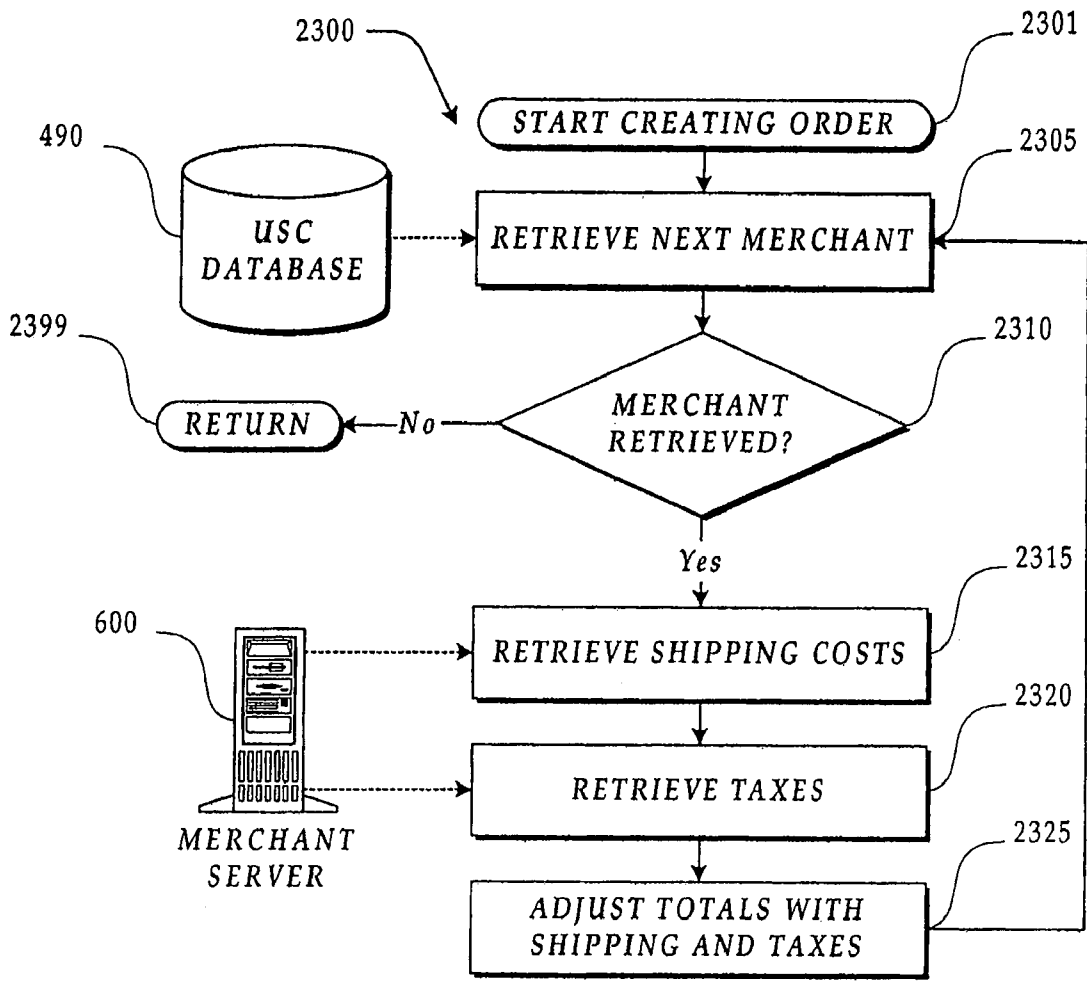 2300
2301
START CREATING ORDER
490
2305
USC
DATABASE
RETRIEVE NEXT MERCHANT
2399
2310
RETURN
No
MERCHANT
RETRIEVED?
Yes
2315
600
RETRIEVE SHIPPING COSTS
2320
RETRIEVE TAXES
MERCHANT
SERVER
2325
ADJUST TOTALS WITH
SHIPPING AND TAXES